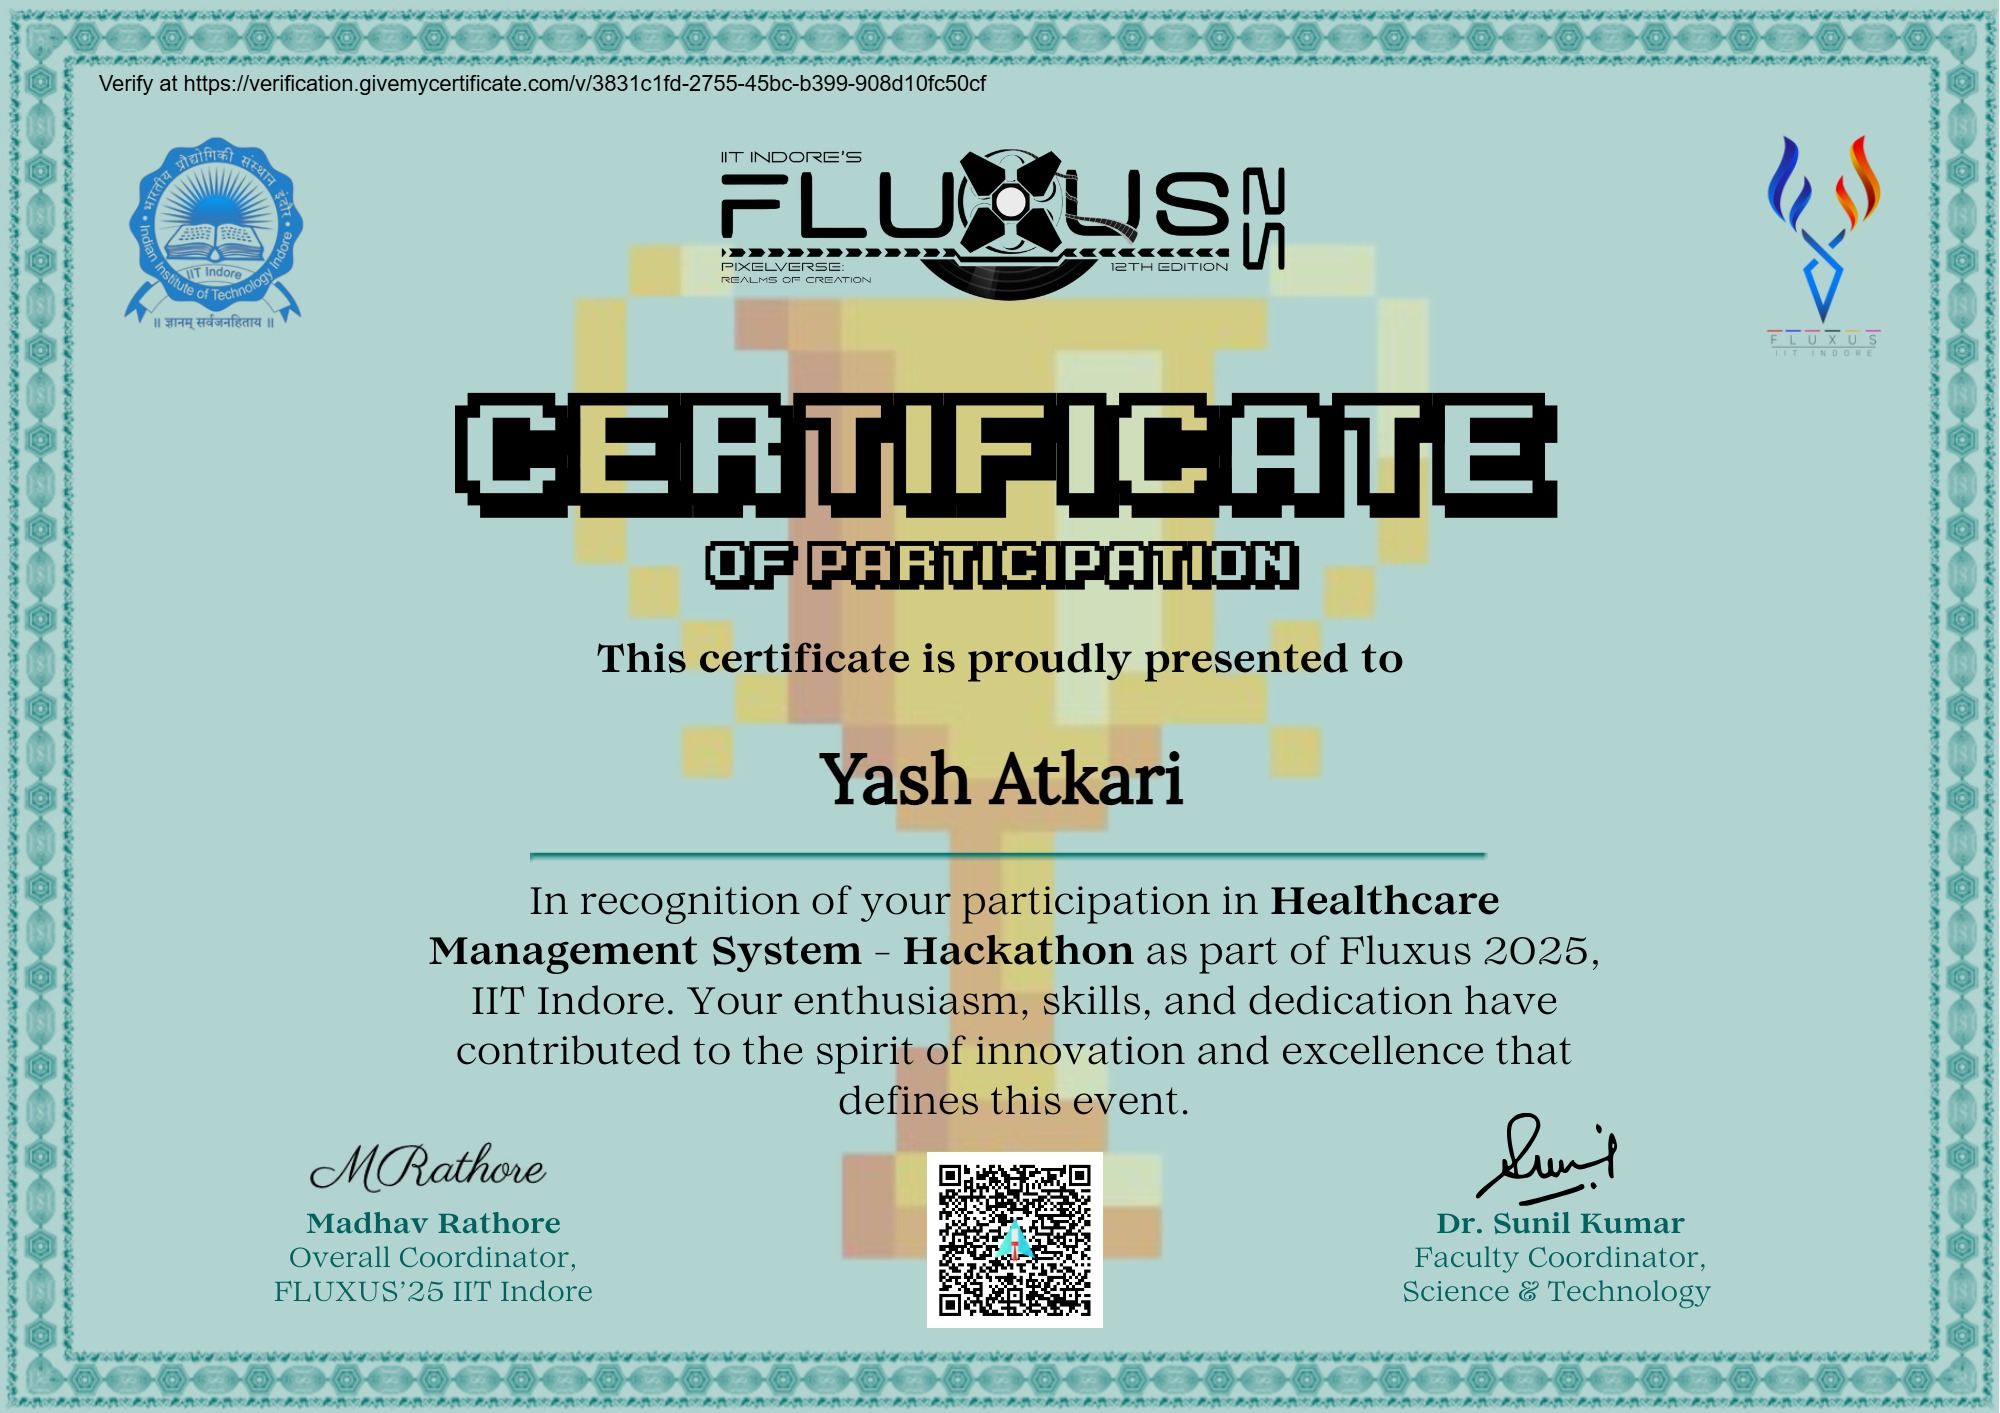 Verify at https://verification.givemycertificate.com/v/3831c1fd-2755-45bc-b399-908d10fc50cf
भारतीय प्रौद्योगिकी संस्थान इंदौर
Indian Institute of Technology Indore
IIT Indore
॥ ज्ञानम् सर्वजनहिताय ॥
IIT INDORE'S
FLUXUS 25
PIXELVERSE:
REALMS OF CREATION
12TH EDITION
FLUXUS
IIT INDORE
CERTIFICATE
OF PARTICIPATION
This certificate is proudly presented to
Yash Atkari
In recognition of your participation in Healthcare
Management System - Hackathon as part of Fluxus 2025,
IIT Indore. Your enthusiasm, skills, and dedication have
contributed to the spirit of innovation and excellence that
defines this event.
MRathore
Madhav Rathore
Overall Coordinator,
FLUXUS’25 IIT Indore
Sunil
Dr. Sunil Kumar
Faculty Coordinator,
Science & Technology